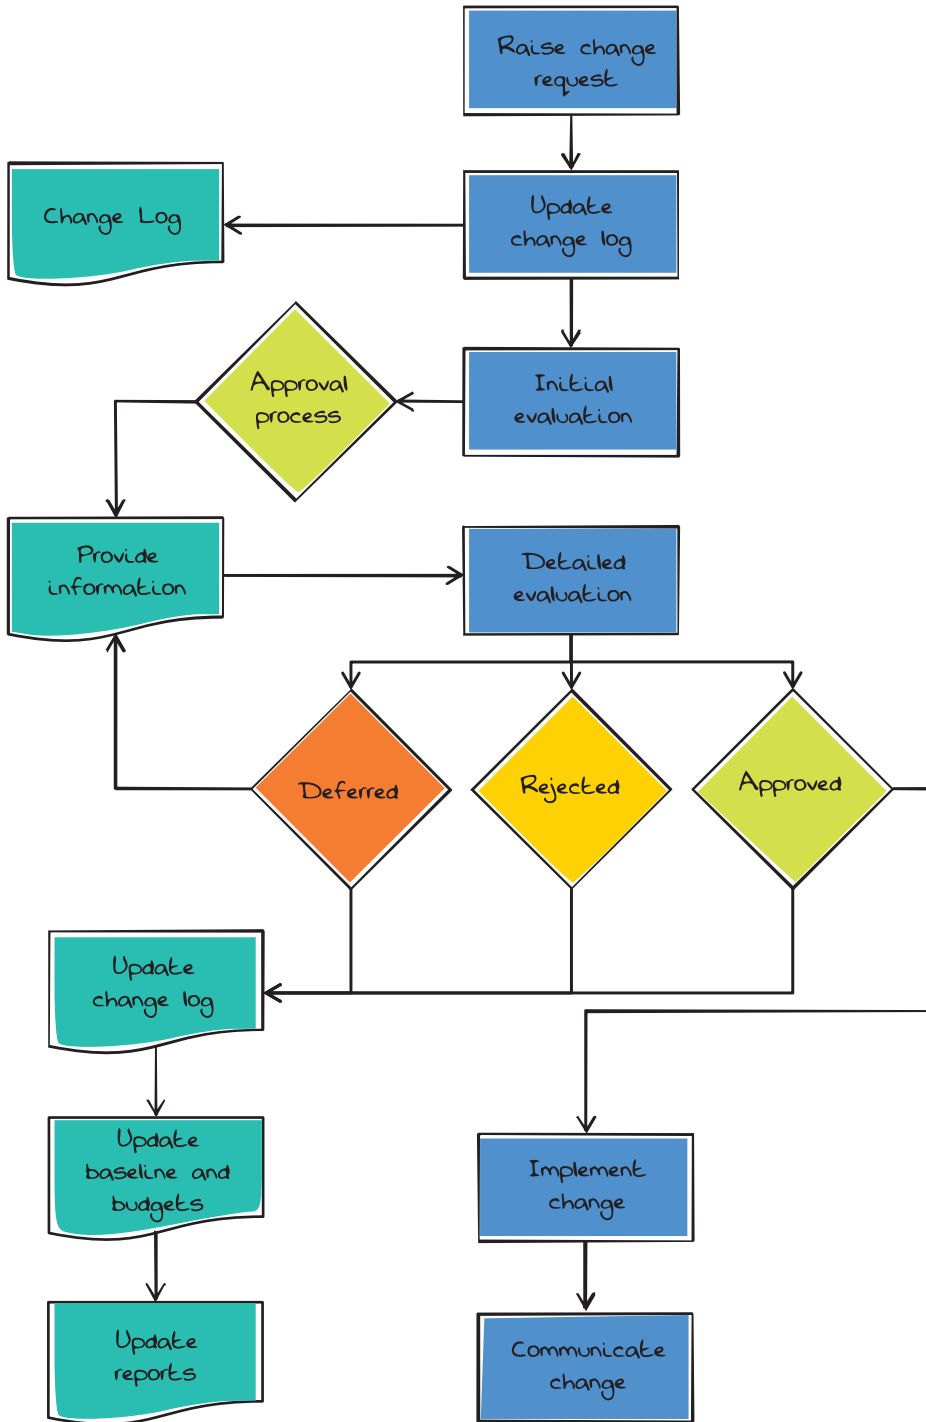 Raise change
request
Change Log
Update
change log
Approval
process
Initial
evaluation
Provide
information
Detailed
evaluation
Deferred
Rejected
Approved
Update
change log
Update
baseline and
budgets
Implement
change
Update
reports
Communicate
change